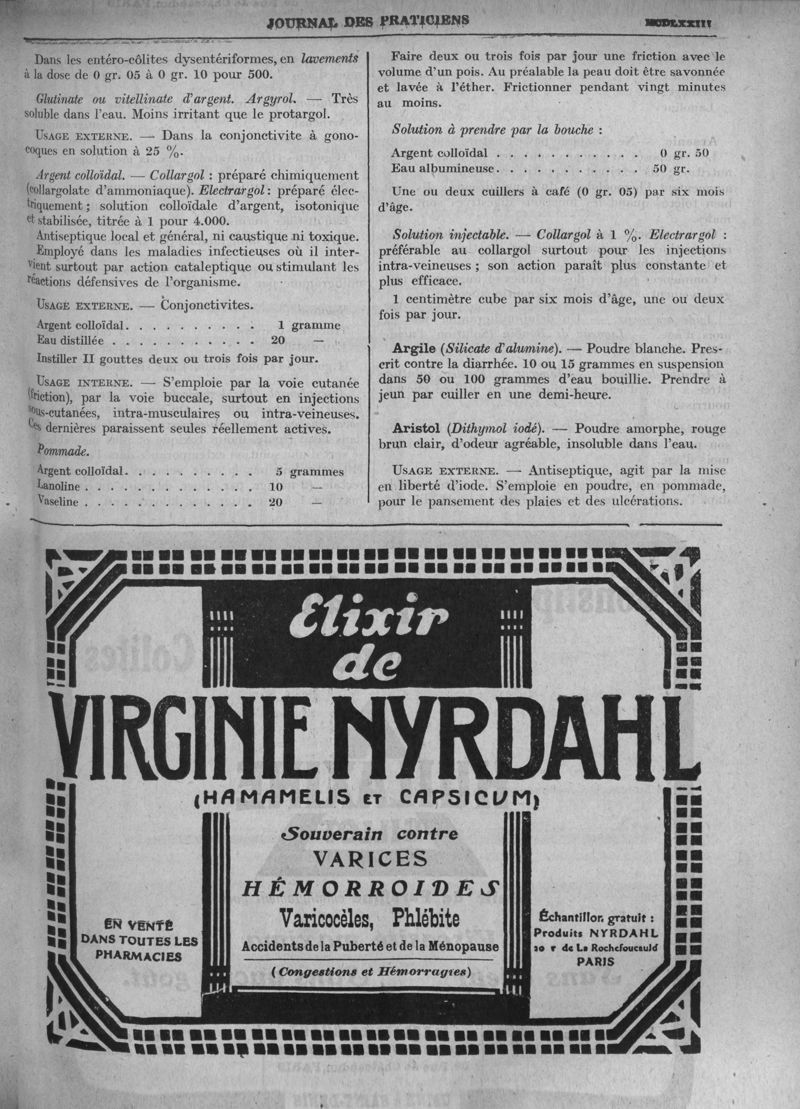 JOURNAL DES PRATICIENS
MCDLXXIII
Dans les entéro-côlites dysentériformes, en lavements
à la dose de 0 gr. 05 à 0 gr. 10 pour 500.
Glutinate ou vitellinate d'argent. Argyrol. — Très
soluble dans l'eau. Moins irritant que le protargol.
USAGE EXTERNE. — Dans la conjonctivite à gono-
coques en solution à 25 %.
Argent colloïdal. — Collargol : préparé chimiquement
(collargolate d'ammoniaque). Electrargol : préparé élec-
triquement ; solution colloïdale d'argent, isotonique
et stabilisée, titrée à 1 pour 4.000.
Antiseptique local et général, ni caustique ni toxique.
Employé dans les maladies infectieuses où il inter-
vient surtout par action cataleptique ou stimulant les
réactions défensives de l'organisme.
USAGE EXTERNE. — Conjonctivites.
Argent colloïdal. . . . . . . . . . 1 gramme
Eau distillée . . . . . . . . . . . 20 —
Instiller II gouttes deux ou trois fois par jour.
USAGE INTERNE. — S'emploie par la voie cutanée
(friction), par la voie buccale, surtout en injections
sous-cutanées, intra-musculaires ou intra-veineuses.
Ces dernières paraissent seules réellement actives.
Pommade.
Argent colloïdal. . . . . . . . . . 5 grammes
Lanoline . . . . . . . . . . . . . 10 —
Vaseline . . . . . . . . . . . . . 20 —
Faire deux ou trois fois par jour une friction avec le
volume d'un pois. Au préalable la peau doit être savonnée
et lavée à l'éther. Frictionner pendant vingt minutes
au moins.
Solution à prendre par la bouche :
Argent colloïdal . . . . . . . . . . 0 gr. 50
Eau albumineuse. . . . . . . . . . . 50 gr.
Une ou deux cuillers à café (0 gr. 05) par six mois
d'âge.
Solution injectable. — Collargol à 1 %. Electrargol :
préférable au collargol surtout pour les injections
intra-veineuses ; son action paraît plus constante et
plus efficace.
1 centimètre cube par six mois d'âge, une ou deux
fois par jour.
Argile (Silicate d'alumine). — Poudre blanche. Pres-
crit contre la diarrhée. 10 ou 15 grammes en suspension
dans 50 ou 100 grammes d'eau bouillie. Prendre à
jeun par cuiller en une demi-heure.
Aristol (Dithymol iodé). — Poudre amorphe, rouge
brun clair, d'odeur agréable, insoluble dans l'eau.
USAGE EXTERNE. — Antiseptique, agit par la mise
en liberté d'iode. S'emploie en poudre, en pommade,
pour le pansement des plaies et des ulcérations.
Elixir
de
VIRGINIE NYRDAHL
(HAMAMELIS ET CAPSICUM)
Souverain contre
VARICES
HÉMORROIDES
Varicocèles, Phlébite
Accidents de la Puberté et de la Ménopause
(Congestions et Hémorragies)
EN VENTE
DANS TOUTES LES
PHARMACIES
Échantillon gratuit :
Produits NYRDAHL
20 r de La Rochefoucauld
PARIS